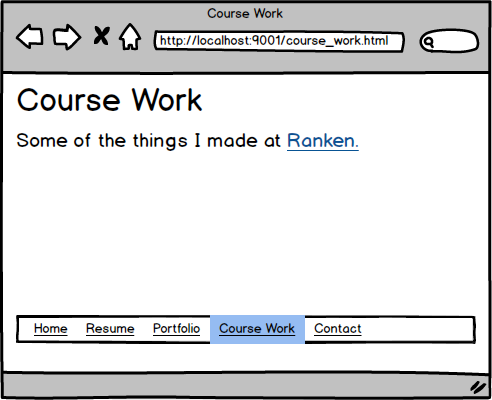 Course Work
http://localhost:9001/course_work.html
Course Work
Some of the things I made at Ranken.
Home Resume Portfolio Course Work Contact